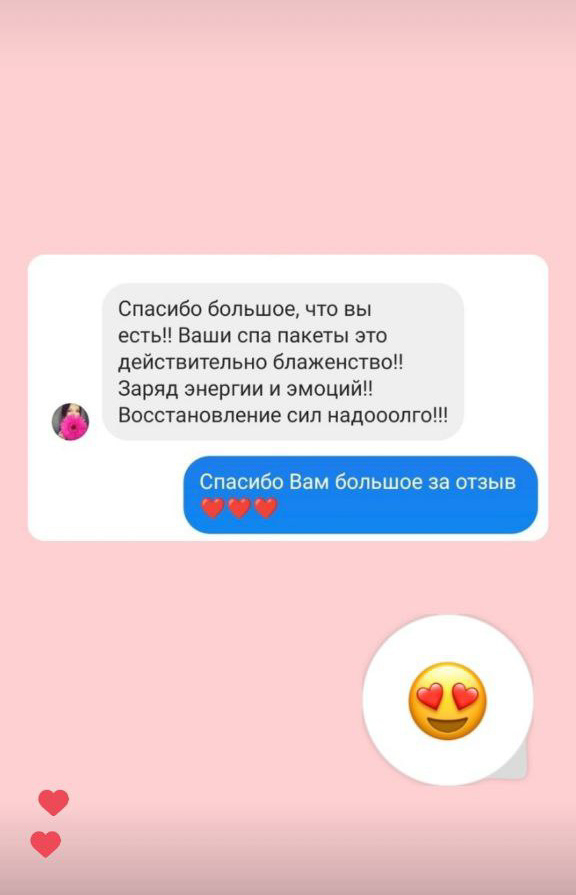 Спасибо большое, что вы
есть!! Ваши спа пакеты это
действительно блаженство!!
Заряд энергии и эмоций!!
Восстановление сил надооолго!!!
Спасибо Вам большое за отзыв
❤️❤️❤️